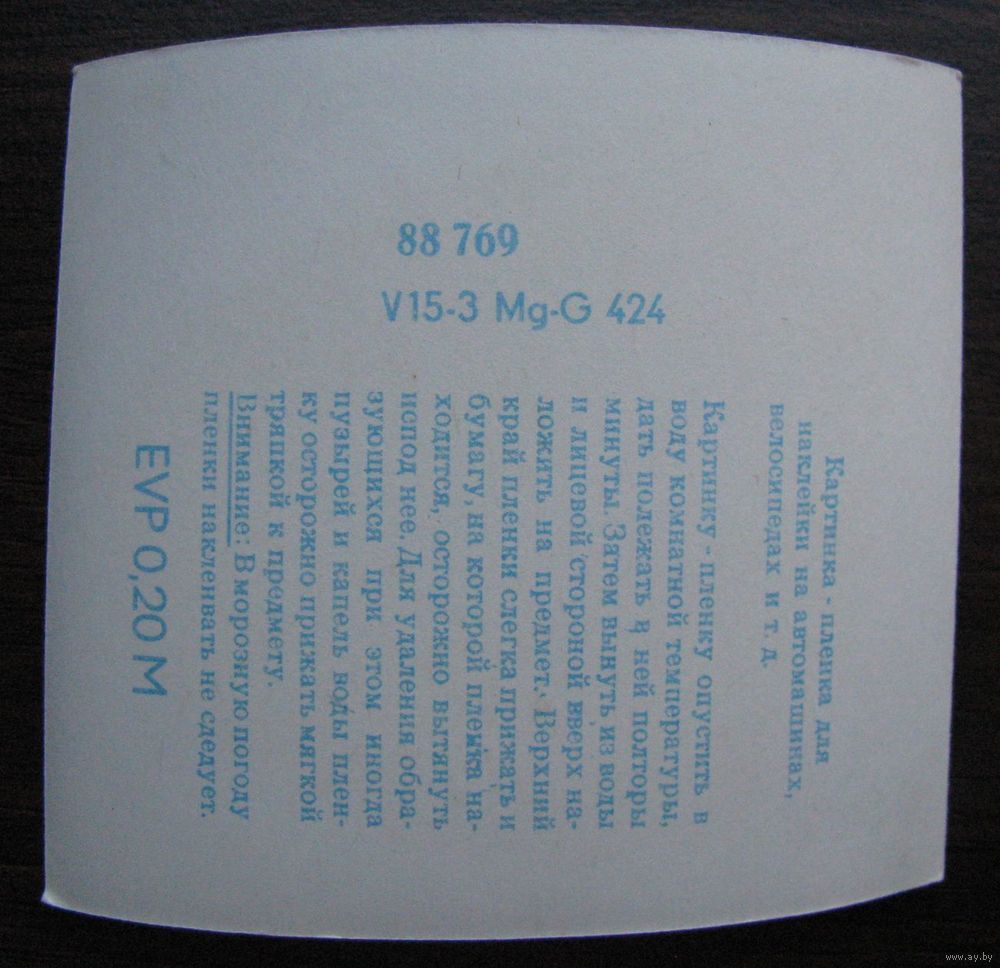 88 769
V15-3 Mg-G 424
Картинка - пленка для
наклейки на автомашинах,
велосипедах и т. д.
Картинку - пленку опустить в
воду комнатной температуры,
дать полежать в ней полторы
минуты. Затем вынуть из воды
и лицевой стороной вверх на-
ложить на предмет. Верхний
край пленки слегка прижать и
бумагу, на которой пленка на-
ходится, осторожно вытянуть
испод нее. Для удаления обра-
зующихся при этом иногда
пузырей и капель воды плен-
ку осторожно прижать мягкой
тряпкой к предмету.
Внимание: В морозную погоду
пленки наклеивать не следует.
EVP 0,20 M
www.ay.by